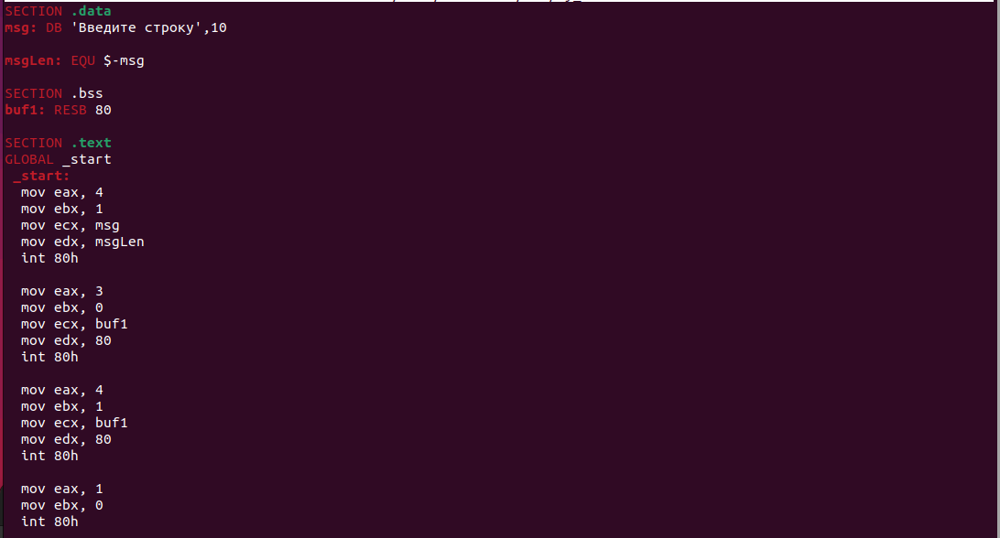 SECTION .data
msg: DB 'Введите строку',10
msgLen: EQU $-msg
SECTION .bss
buf1: RESB 80
SECTION .text
GLOBAL _start
_start:
mov eax, 4
mov ebx, 1
mov ecx, msg
mov edx, msgLen
int 80h
mov eax, 3
mov ebx, 0
mov ecx, buf1
mov edx, 80
int 80h
mov eax, 4
mov ebx, 1
mov ecx, buf1
mov edx, 80
int 80h
mov eax, 1
mov ebx, 0
int 80h